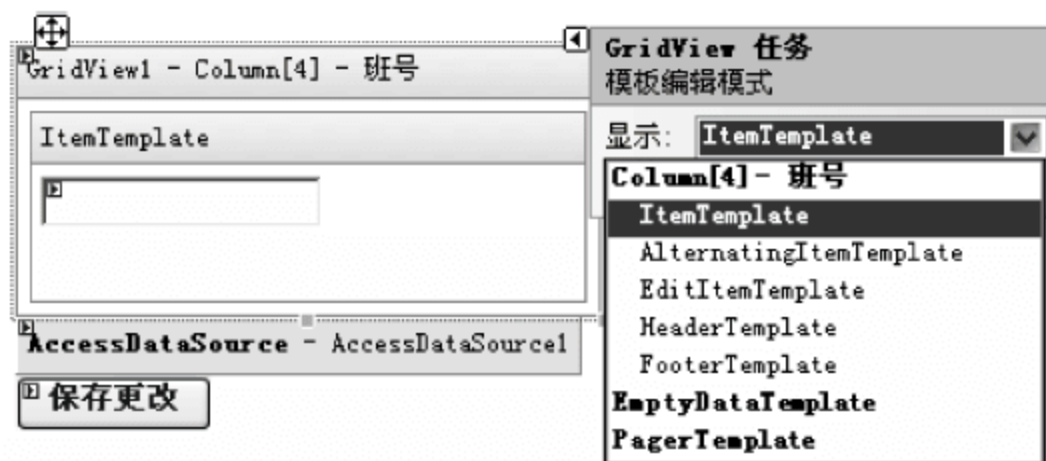 GridView1 - Column[4] - 班号
ItemTemplate
AccessDataSource - AccessDataSource1
保存更改
GridView 任务
模板编辑模式
显示: ItemTemplate
Column[4] - 班号
ItemTemplate
AlternatingItemTemplate
EditItemTemplate
HeaderTemplate
FooterTemplate
EmptyDataTemplate
PagerTemplate